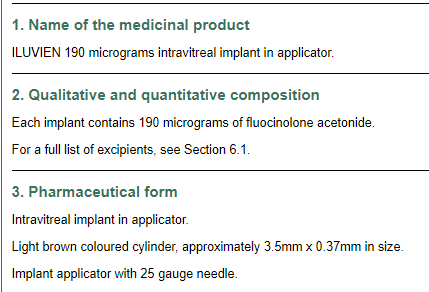 1. Name of the medicinal product
ILUVIEN 190 micrograms intravitreal implant in applicator.
2. Qualitative and quantitative composition
Each implant contains 190 micrograms of fluocinolone acetonide.
For a full list of excipients, see Section 6.1.
3. Pharmaceutical form
Intravitreal implant in applicator.
Light brown coloured cylinder, approximately 3.5mm x 0.37mm in size.
Implant applicator with 25 gauge needle.